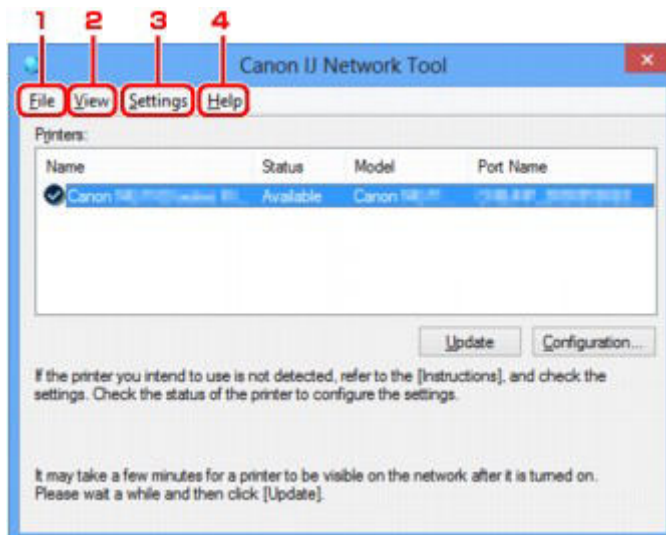 1 2 3 4
Canon IJ Network Tool
File View Settings Help
Printers:
Name Status Model Port Name
Canon Available Canon
Update Configuration...
If the printer you intend to use is not detected, refer to the [Instructions], and check the
settings. Check the status of the printer to configure the settings.
It may take a few minutes for a printer to be visible on the network after it is turned on.
Please wait a while and then click [Update].